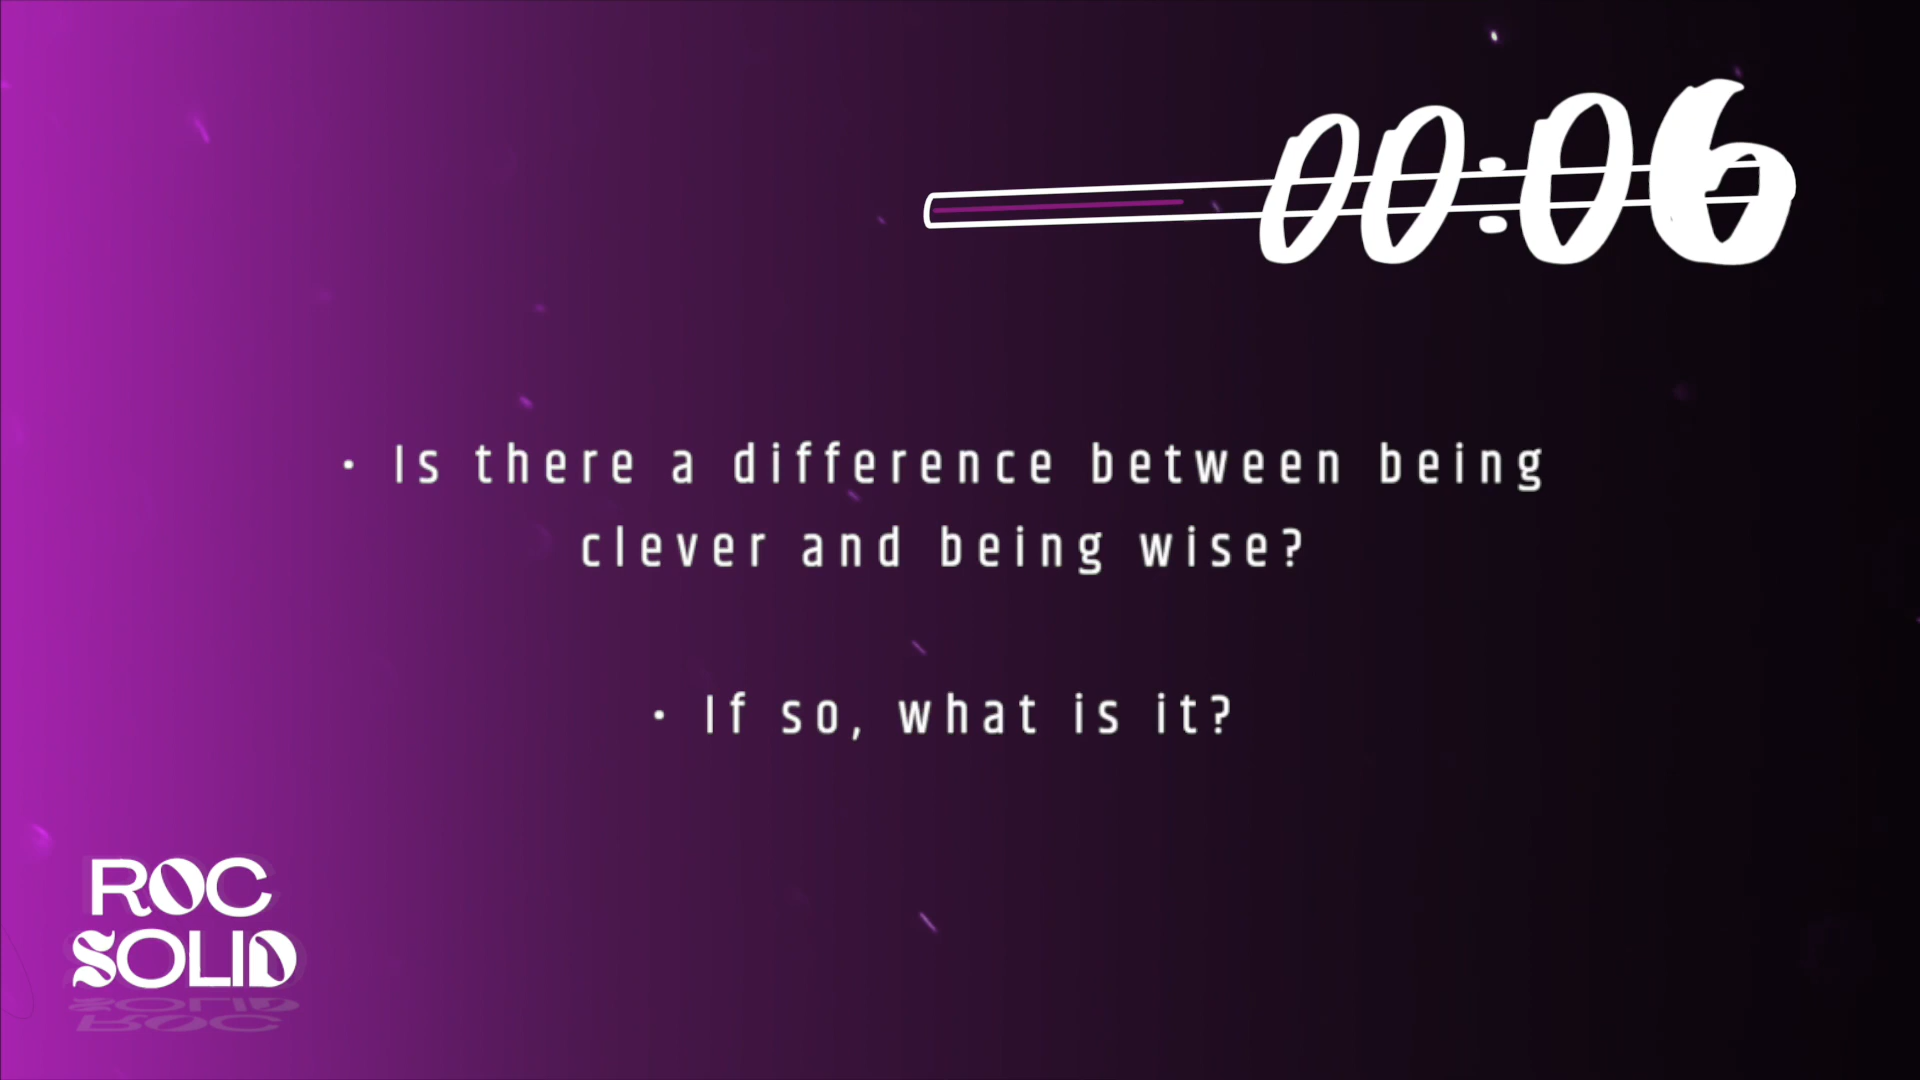 00:06
• Is there a difference between being
clever and being wise?
• If so, what is it?
ROC
SOLID